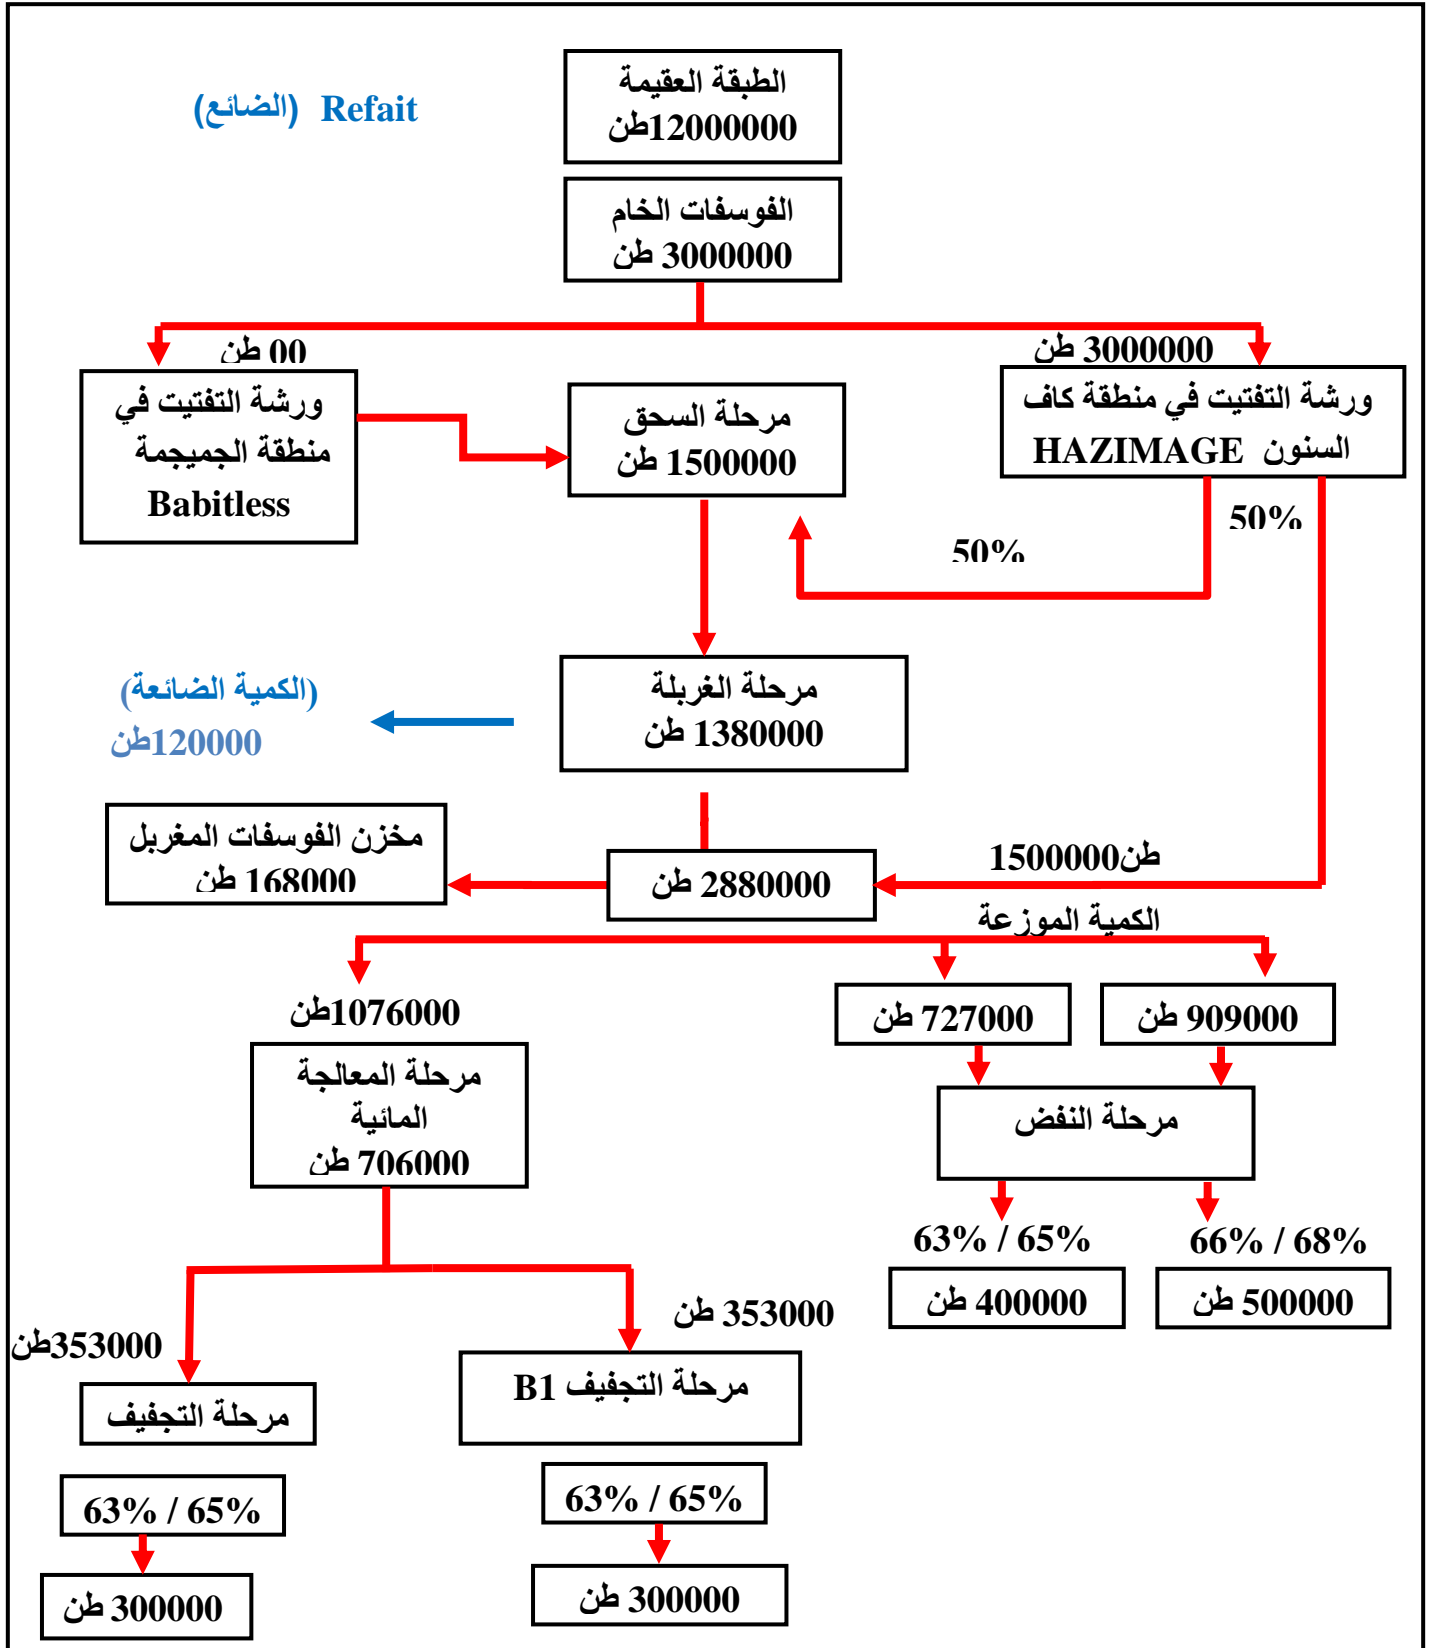 الطبقة العقيمة
12000000طن
Refait (الضائع)
الفوسفات الخام
3000000 طن
00 طن
3000000 طن
ورشة التفتيت في
منطقة الجميجمة
Babitless
مرحلة السحق
1500000 طن
ورشة التفتيت في منطقة كاف
السنون HAZIMAGE
50%
50%
مرحلة الغربلة
1380000 طن
(الكمية الضائعة)
120000طن
مخزن الفوسفات المغربل
168000 طن
2880000 طن
طن1500000
الكمية الموزعة
1076000طن
727000 طن
909000 طن
مرحلة المعالجة
المائية
706000 طن
مرحلة النفض
63% / 65%
66% / 68%
400000 طن
500000 طن
353000طن
353000 طن
مرحلة التجفيف
مرحلة التجفيف B1
63% / 65%
63% / 65%
300000 طن
300000 طن